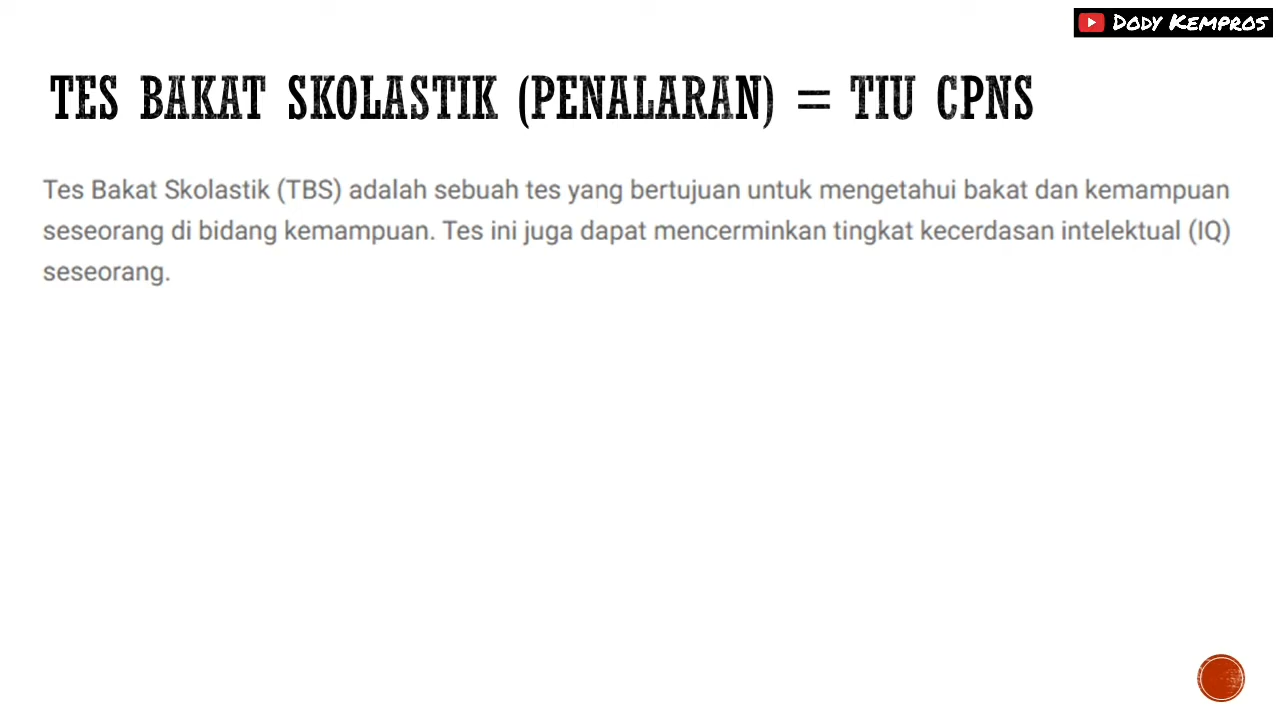 Dody Kempros
TES BAKAT SKOLASTIK (PENALARAN) = TIU CPNS
Tes Bakat Skolastik (TBS) adalah sebuah tes yang bertujuan untuk mengetahui bakat dan kemampuan
seseorang di bidang kemampuan. Tes ini juga dapat mencerminkan tingkat kecerdasan intelektual (IQ)
seseorang.